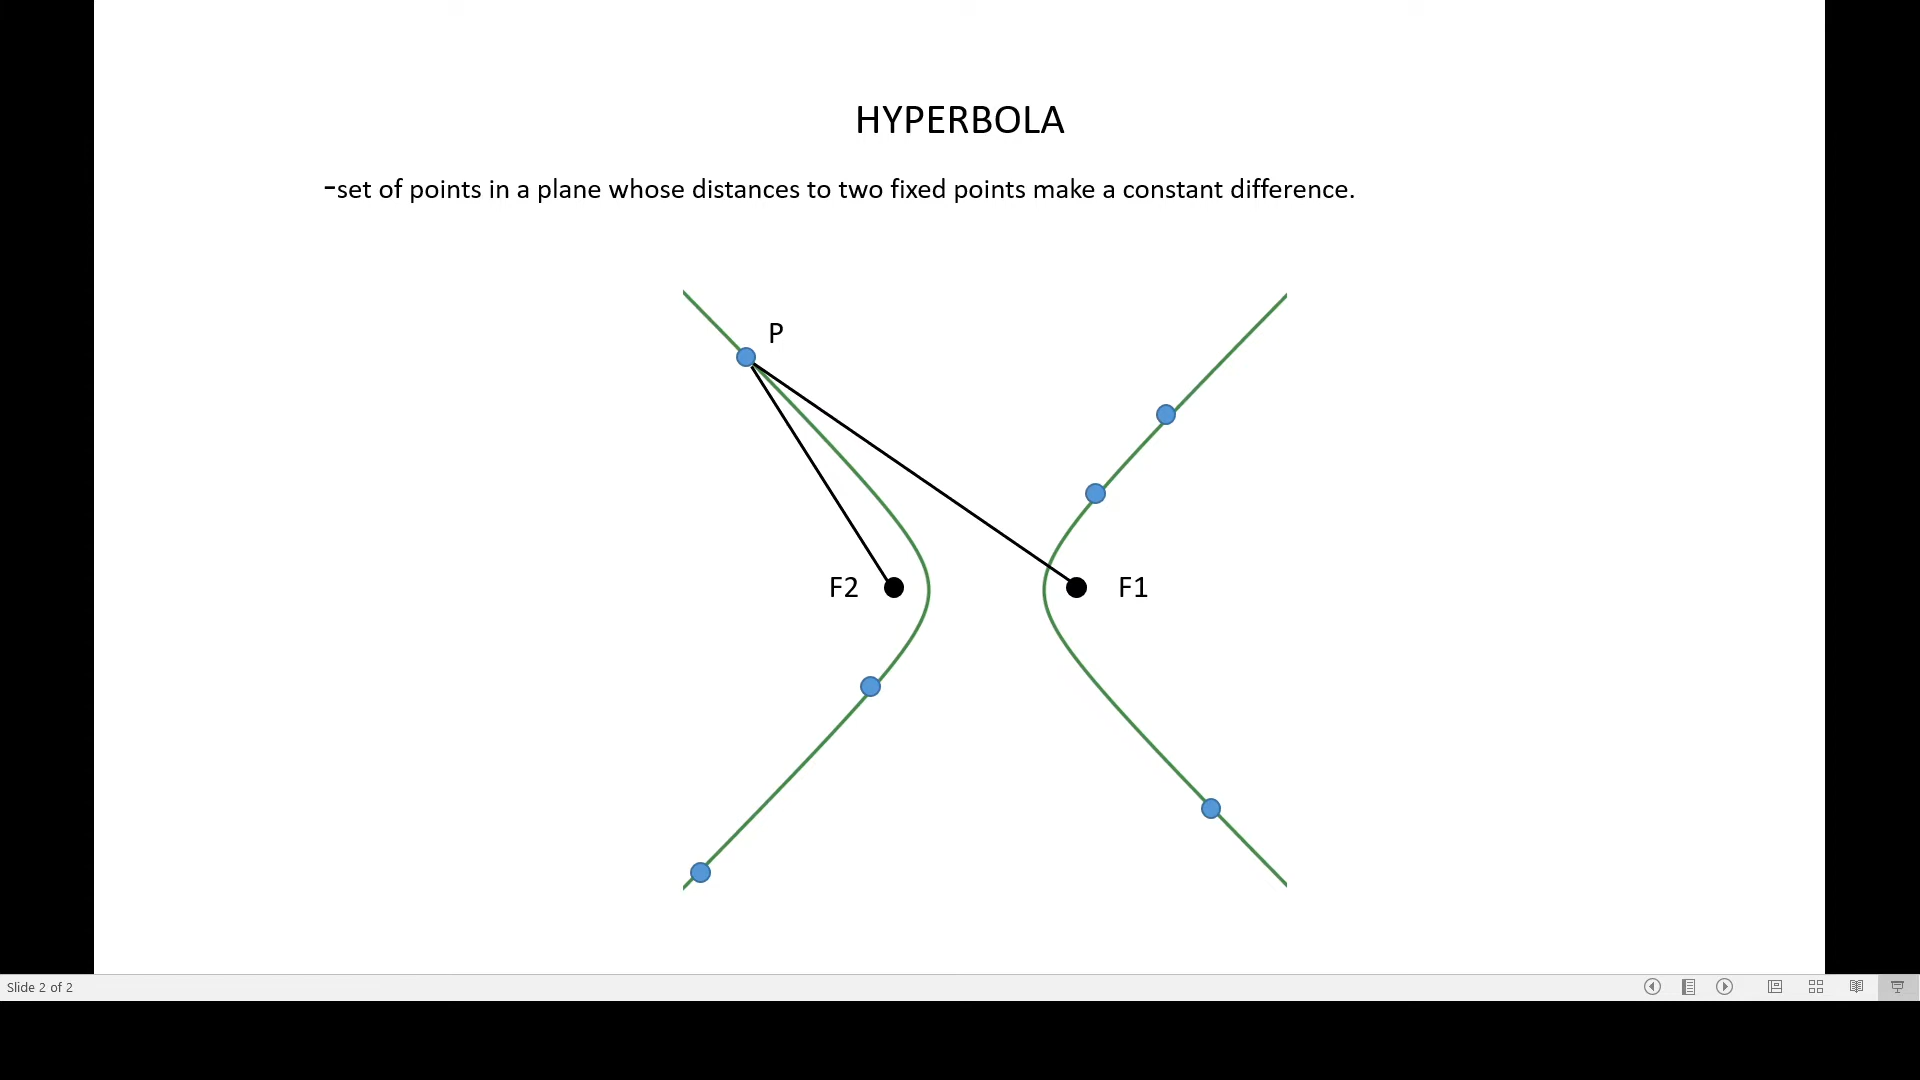 HYPERBOLA
-set of points in a plane whose distances to two fixed points make a constant difference.
P
F2
F1
Slide 2 of 2